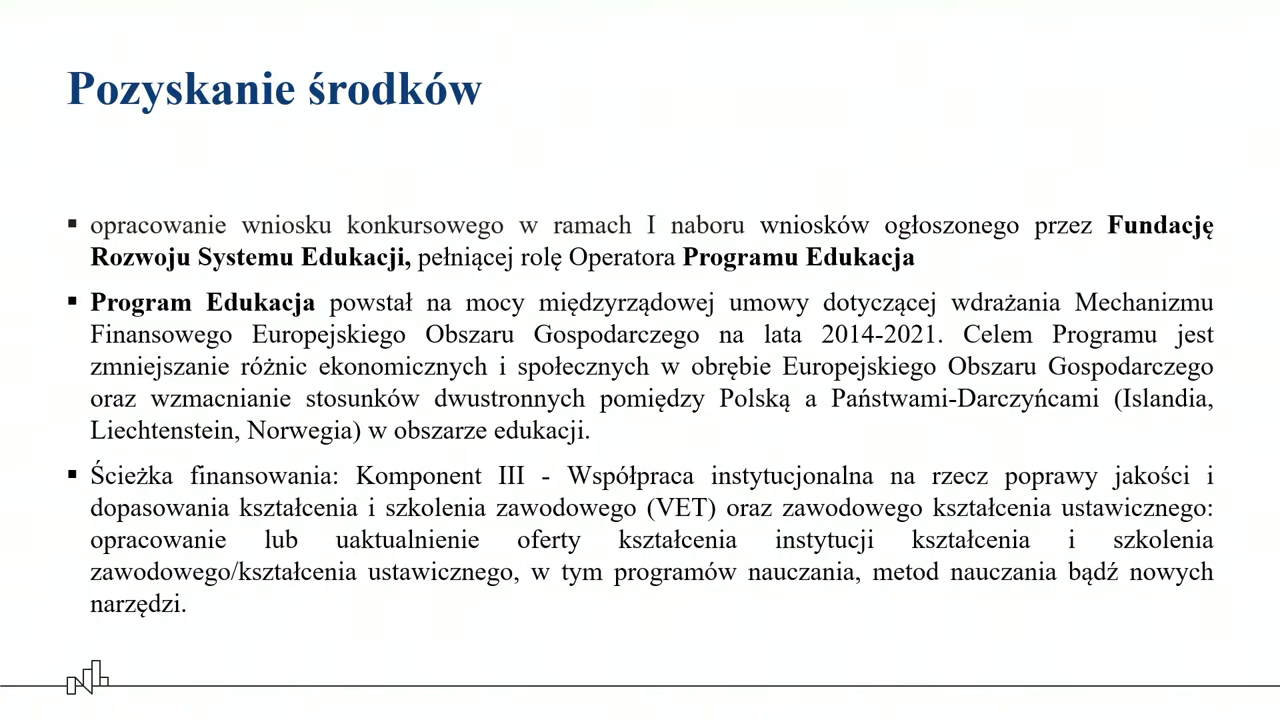 Pozyskanie środków
▪ opracowanie wniosku konkursowego w ramach I naboru wniosków ogłoszonego przez Fundację
Rozwoju Systemu Edukacji, pełniącej rolę Operatora Programu Edukacja
▪ Program Edukacja powstał na mocy międzyrządowej umowy dotyczącej wdrażania Mechanizmu
Finansowego Europejskiego Obszaru Gospodarczego na lata 2014-2021. Celem Programu jest
zmniejszanie różnic ekonomicznych i społecznych w obrębie Europejskiego Obszaru Gospodarczego
oraz wzmacnianie stosunków dwustronnych pomiędzy Polską a Państwami-Darczyńcami (Islandia,
Liechtenstein, Norwegia) w obszarze edukacji.
▪ Ścieżka finansowania: Komponent III - Współpraca instytucjonalna na rzecz poprawy jakości i
dopasowania kształcenia i szkolenia zawodowego (VET) oraz zawodowego kształcenia ustawicznego:
opracowanie lub uaktualnienie oferty kształcenia instytucji kształcenia i szkolenia
zawodowego/kształcenia ustawicznego, w tym programów nauczania, metod nauczania bądź nowych
narzędzi.